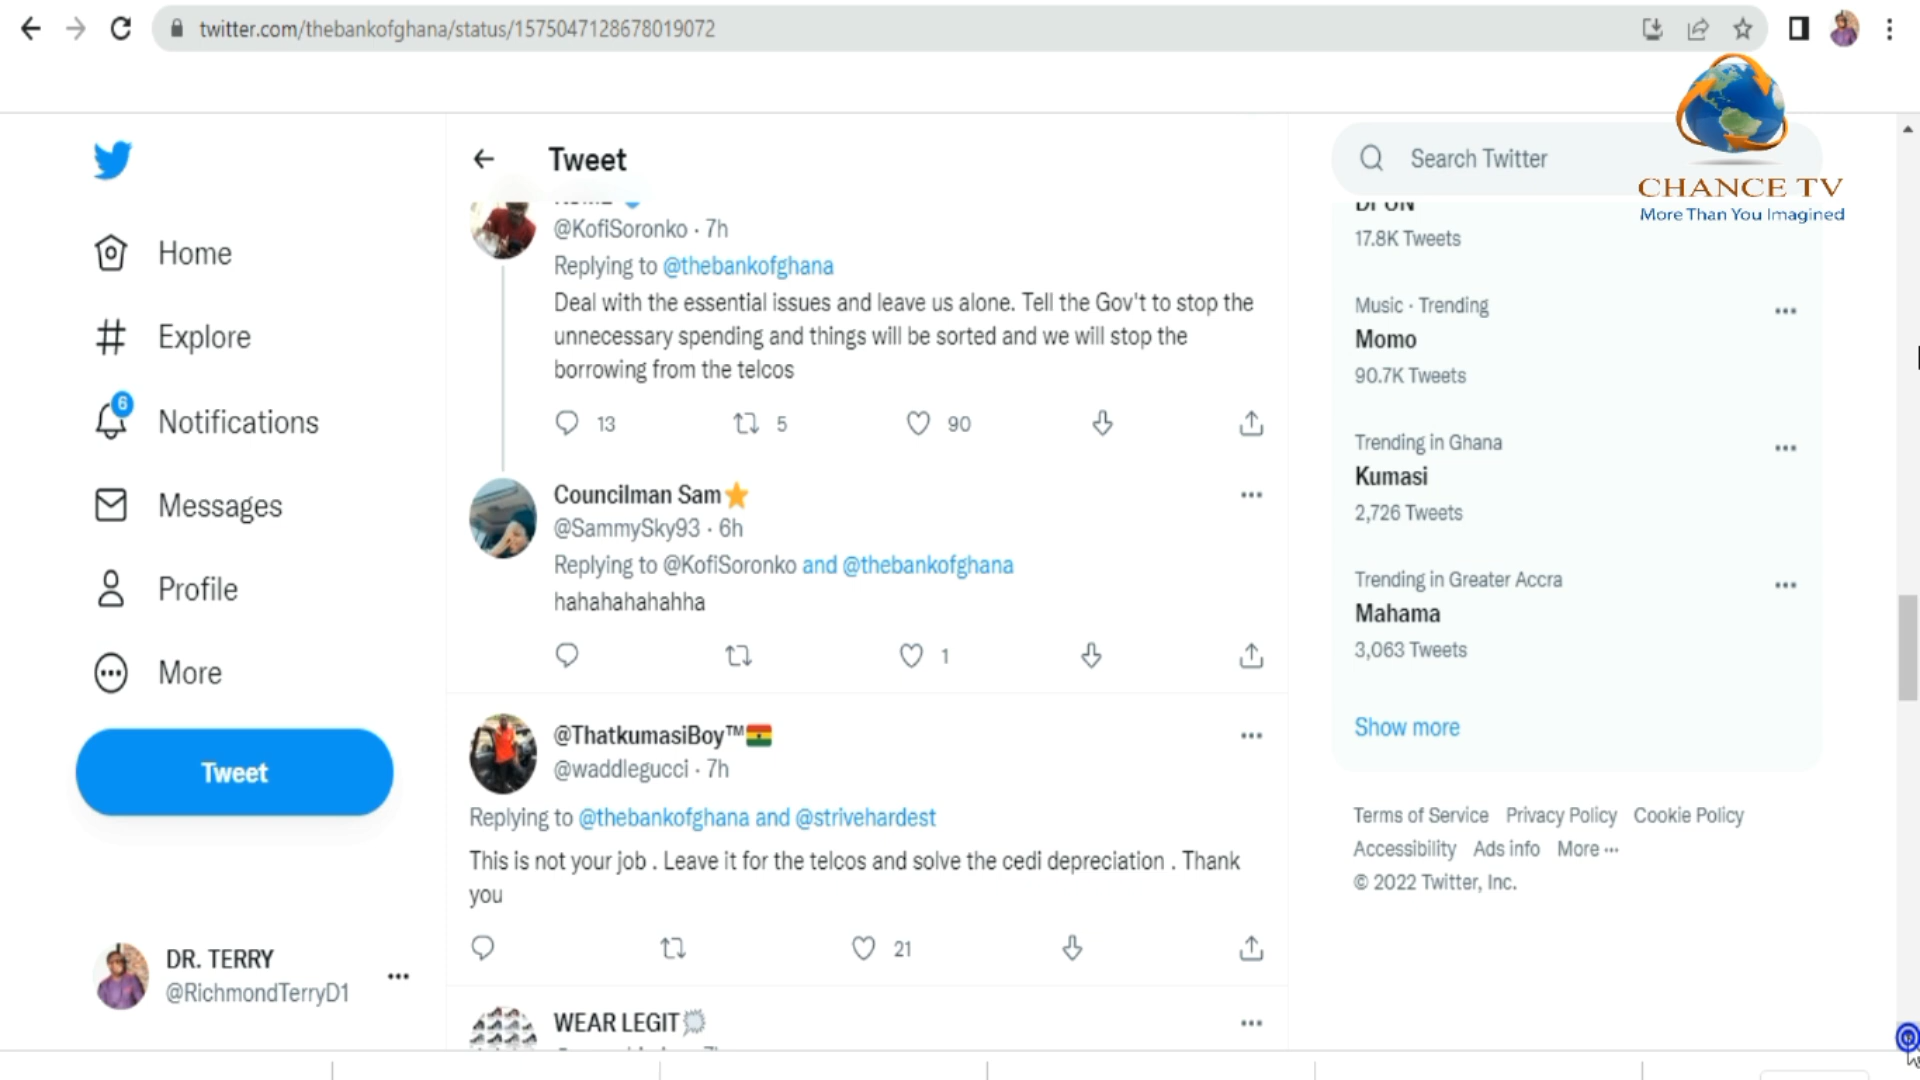 twitter.com/thebankofghana/status/1575047128678019072
CHANCE TV
More Than You Imagined
Home
Explore
6
Notifications
Messages
Profile
More
Tweet
DR. TERRY
@RichmondTerryD1
Tweet
@KofiSoronko · 7h
Replying to @thebankofghana
Deal with the essential issues and leave us alone. Tell the Gov't to stop the
unnecessary spending and things will be sorted and we will stop the
borrowing from the telcos
13 5 90
Councilman Sam
@SammySky93 · 6h
Replying to @KofiSoronko and @thebankofghana
hahahahahahha
1
@ThatkumasiBoy™
@waddlegucci · 7h
Replying to @thebankofghana and @strivehardest
This is not your job . Leave it for the telcos and solve the cedi depreciation . Thank
you
21
WEAR LEGIT
Search Twitter
17.8K Tweets
Music · Trending
Momo
90.7K Tweets
Trending in Ghana
Kumasi
2,726 Tweets
Trending in Greater Accra
Mahama
3,063 Tweets
Show more
Terms of Service Privacy Policy Cookie Policy
Accessibility Ads info More ···
© 2022 Twitter, Inc.